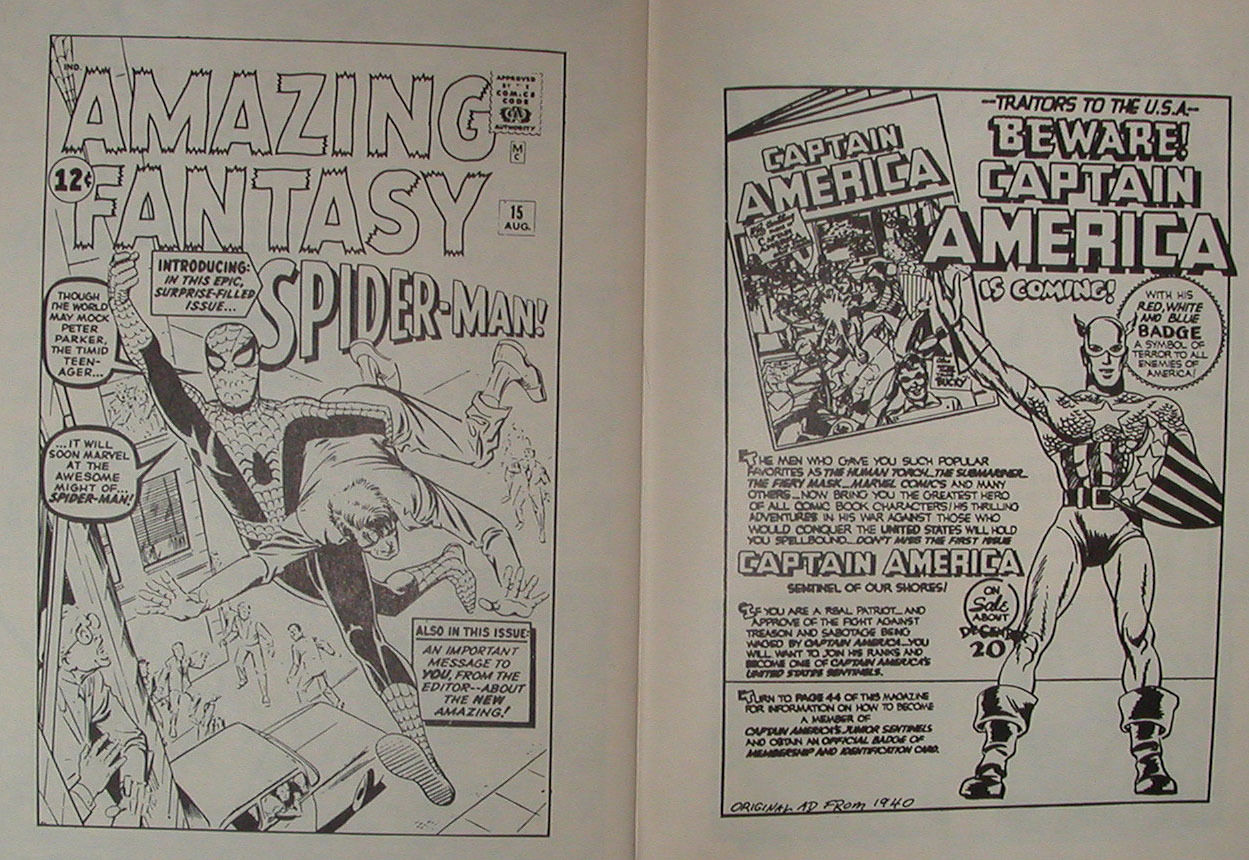 IND.
AMAZING
FANTASY
APPROVED
BY THE
COMICS
CODE
AUTHORITY
MC
12¢
15
AUG.
INTRODUCING:
IN THIS EPIC,
SURPRISE-FILLED
ISSUE...
SPIDER-MAN!
THOUGH
THE WORLD
MAY MOCK
PETER
PARKER,
THE TIMID
TEEN-
AGER...
...IT WILL
SOON MARVEL
AT THE
AWESOME
MIGHT OF...
SPIDER-MAN!
ALSO IN THIS ISSUE:
AN IMPORTANT
MESSAGE TO
YOU, FROM THE
EDITOR--ABOUT
THE NEW
AMAZING!
—TRAITORS TO THE U.S.A.—
BEWARE!
CAPTAIN
AMERICA
IS COMING!
CAPTAIN
AMERICA
BUCKY
WITH HIS
RED, WHITE
AND BLUE
BADGE
A SYMBOL OF
TERROR TO ALL
ENEMIES OF
AMERICA!
THE MEN WHO GAVE YOU SUCH POPULAR
FAVORITES AS THE HUMAN TORCH...THE SUBMARINER...
THE FIERY MASK...MARVEL COMICS AND MANY
OTHERS...NOW BRING YOU THE GREATEST HERO
OF ALL COMIC BOOK CHARACTERS! HIS THRILLING
ADVENTURES IN HIS WAR AGAINST THOSE WHO
WOULD CONQUER THE UNITED STATES WILL HOLD
YOU SPELLBOUND...DON'T MISS THE FIRST ISSUE
CAPTAIN AMERICA
SENTINEL OF OUR SHORES!
ON
Sale
ABOUT
DECEMBER
20
IF YOU ARE A REAL PATRIOT...AND
APPROVE OF THE FIGHT AGAINST
TREASON AND SABOTAGE BEING
WAGED BY CAPTAIN AMERICA...YOU
WILL WANT TO JOIN HIS RANKS AND
BECOME ONE OF CAPTAIN AMERICA'S
UNITED STATES SENTINELS.
TURN TO PAGE 44 OF THIS MAGAZINE
FOR INFORMATION ON HOW TO BECOME
A MEMBER OF
CAPTAIN AMERICA'S JUNIOR SENTINELS
AND OBTAIN AN OFFICIAL BADGE OF
MEMBERSHIP AND IDENTIFICATION CARD.
ORIGINAL AD FROM 1940